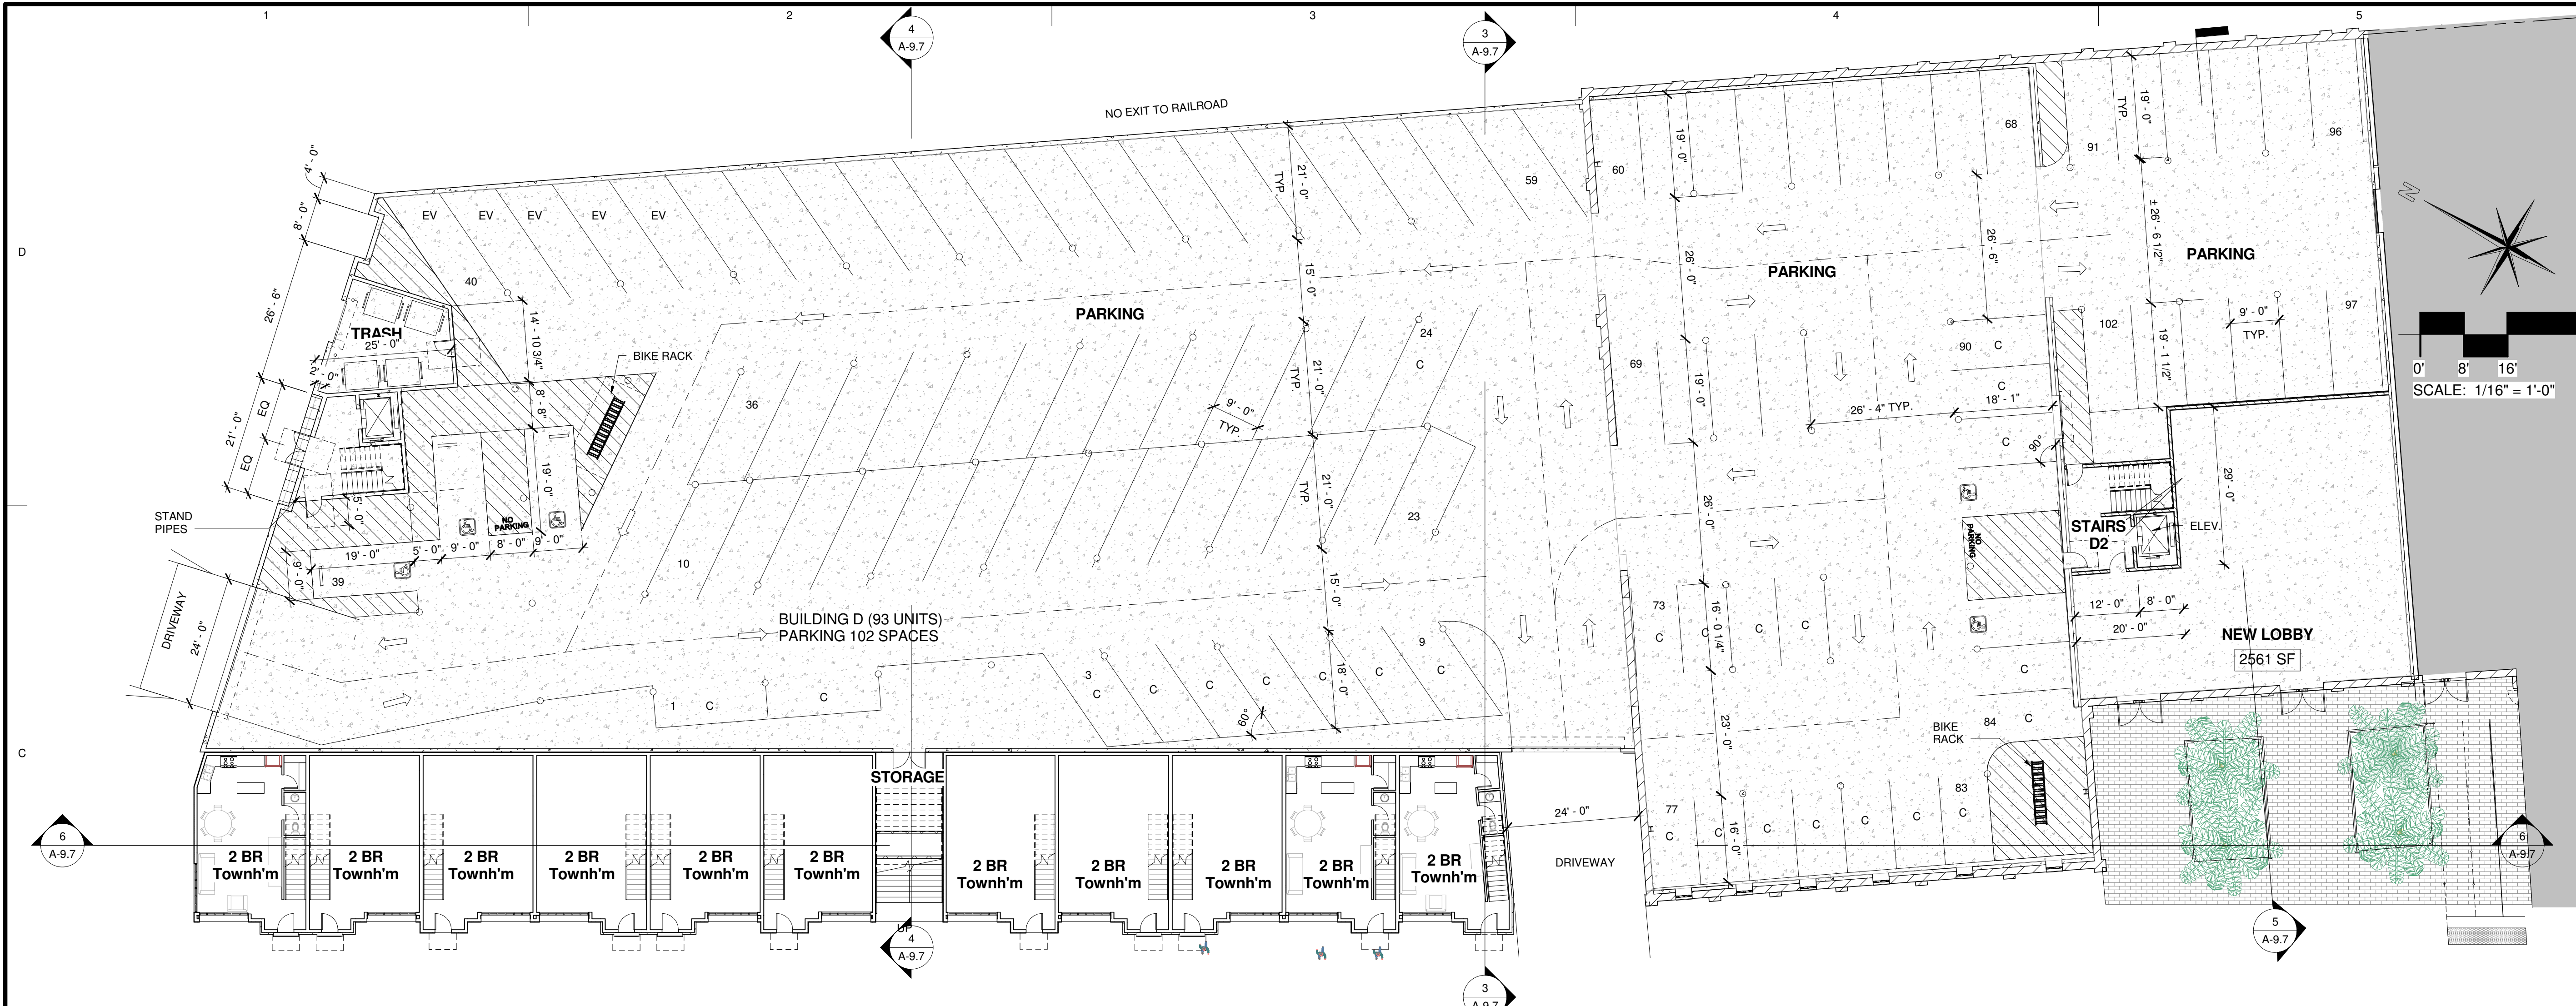 1
2
3
4
5
4
A-9.7
3
A-9.7
NO EXIT TO RAILROAD
D
4' - 0"
8' - 0"
26' - 6"
EV
EV
EV
EV
EV
40
TRASH
25' - 0"
2' - 0"
14' - 10 3/4"
8' - 8"
BIKE RACK
21' - 0"
EQ
EQ
5' - 0"
STAND
PIPES
19' - 0"
NO
PARKING
19' - 0"
5' - 0"
9' - 0"
8' - 0"
9' - 0"
9' - 0"
39
DRIVEWAY
24' - 0"
PARKING
36
24
C
9' - 0"
TYP.
10
23
21' - 0"
TYP.
15' - 0"
21' - 0"
TYP.
21' - 0"
TYP.
15' - 0"
18' - 0"
60°
59
BUILDING D (93 UNITS)
PARKING 102 SPACES
1
C
C
3
C
C
C
C
C
C
9
C
60
19' - 0"
68
91
TYP.
19' - 0"
96
26' - 0"
PARKING
26' - 6"
± 26' - 6 1/2"
PARKING
69
19' - 0"
90
C
C
18' - 1"
26' - 4" TYP.
C
90°
102
19' - 1 1/2"
9' - 0"
TYP.
97
N
0'
8'
16'
SCALE: 1/16" = 1'-0"
26' - 0"
NO
PARKING
STAIRS
D2
ELEV.
29' - 0"
73
C
C
C
C
16' - 0 1/4"
12' - 0"
8' - 0"
20' - 0"
NEW LOBBY
2561 SF
C
84
C
BIKE
RACK
23' - 0"
77
C
C
C
C
C
C
83
C
16' - 0"
C
STORAGE
24' - 0"
DRIVEWAY
6
A-9.7
2 BR
Townh'm
2 BR
Townh'm
2 BR
Townh'm
2 BR
Townh'm
2 BR
Townh'm
2 BR
Townh'm
2 BR
Townh'm
2 BR
Townh'm
2 BR
Townh'm
2 BR
Townh'm
2 BR
Townh'm
6
A-9.7
UP
4
A-9.7
5
A-9.7
3
A-9.7